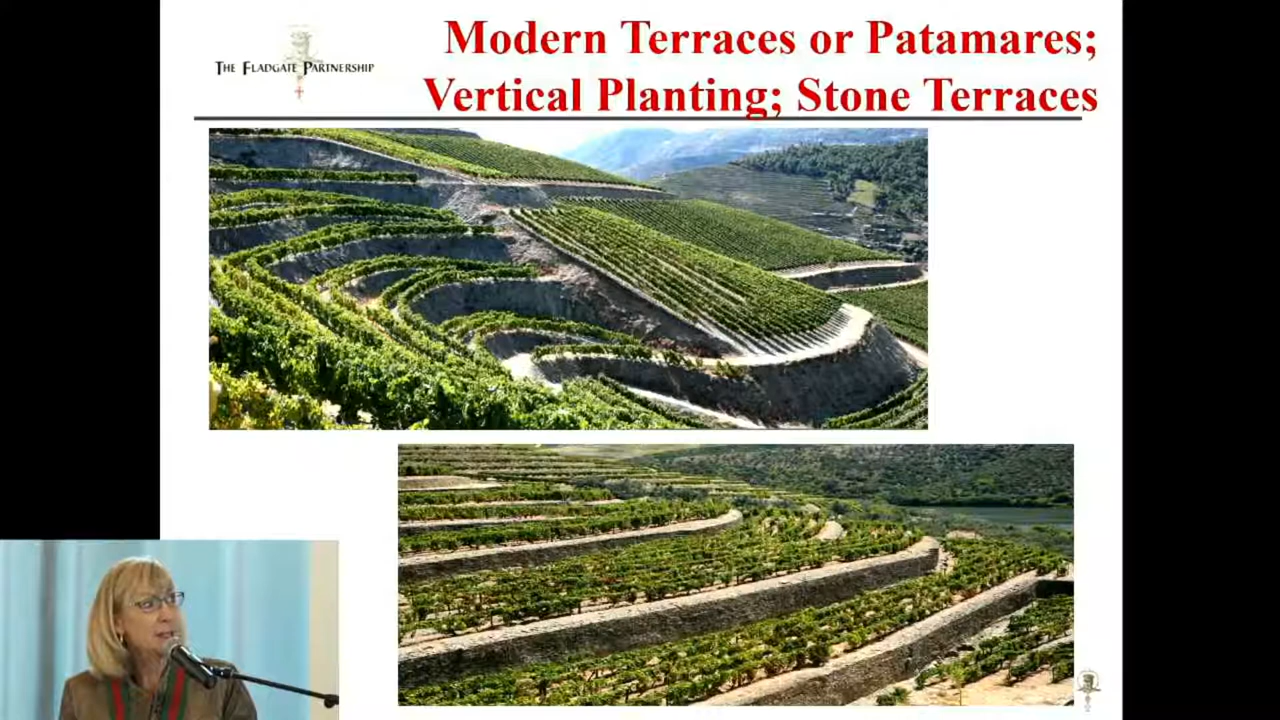 Modern Terraces or Patamares;
THE FLADGATE PARTNERSHIP
Vertical Planting; Stone Terraces